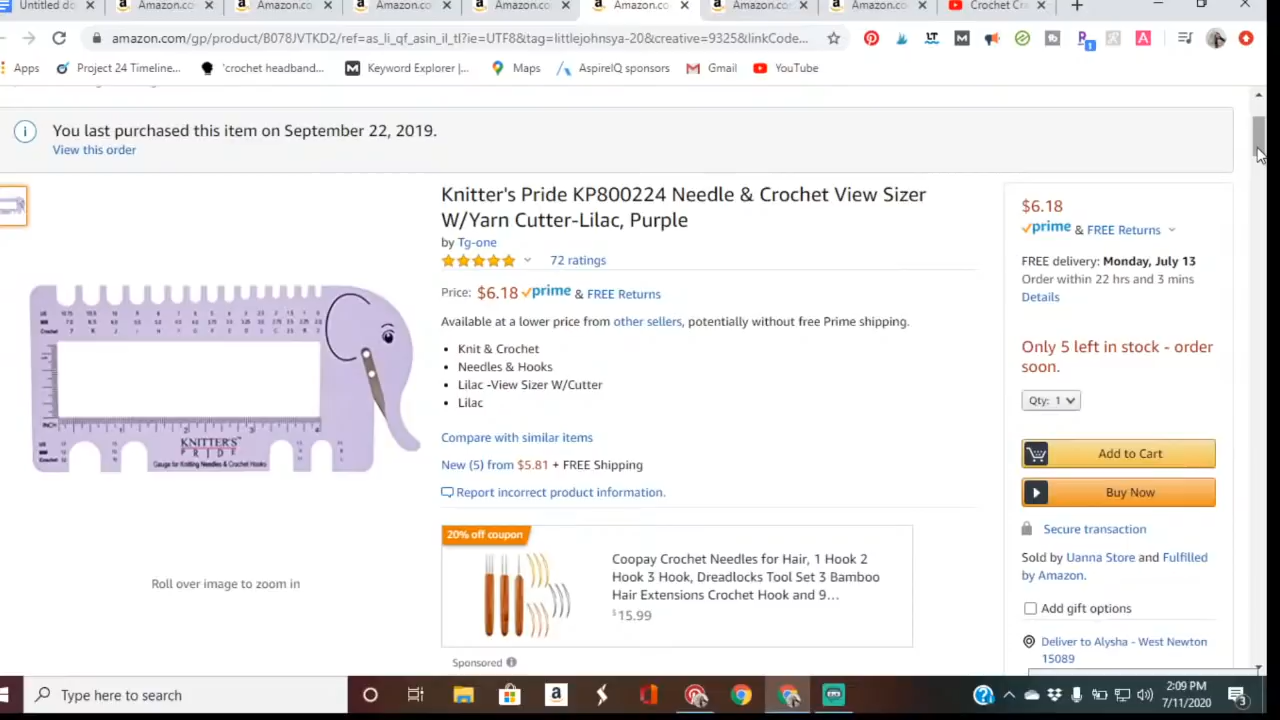 Untitled do
Amazon.co
Amazon.co
Amazon.co
Amazon.co
Amazon.co
Amazon.co
Amazon.co
Crochet Cr
amazon.com/gp/product/B078JVTKD2/ref=as_li_qf_asin_il_tl?ie=UTF8&tag=littlejohnsya-20&creative=9325&linkCode...
Apps
Project 24 Timeline...
'crochet headband...
Keyword Explorer |...
Maps
AspireIQ sponsors
Gmail
YouTube
You last purchased this item on September 22, 2019.
View this order
Knitter's Pride KP800224 Needle & Crochet View Sizer
W/Yarn Cutter-Lilac, Purple
by Tg-one
72 ratings
Price: $6.18 prime & FREE Returns
Available at a lower price from other sellers, potentially without free Prime shipping.
Knit & Crochet
Needles & Hooks
Lilac -View Sizer W/Cutter
Lilac
Compare with similar items
New (5) from $5.81 + FREE Shipping
Report incorrect product information.
20% off coupon
Coopay Crochet Needles for Hair, 1 Hook 2
Hook 3 Hook, Dreadlocks Tool Set 3 Bamboo
Hair Extensions Crochet Hook and 9...
$15.99
Sponsored
KNITTER'S
PRIDE
Gauge for Knitting Needles & Crochet Hooks
INCH
Roll over image to zoom in
$6.18
prime & FREE Returns
FREE delivery: Monday, July 13
Order within 22 hrs and 3 mins
Details
Only 5 left in stock - order
soon.
Qty: 1
Add to Cart
Buy Now
Secure transaction
Sold by Uanna Store and Fulfilled
by Amazon.
Add gift options
Deliver to Alysha - West Newton
15089
Type here to search
2:09 PM
7/11/2020
3